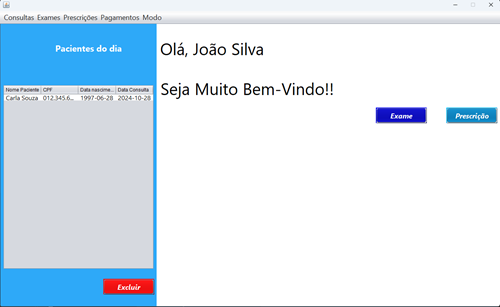 Consultas Exames Prescrições Pagamentos Modo
Pacientes do dia
Nome Paciente CPF Data nascime... Data Consulta
Carla Souza 012.345.6... 1997-06-28 2024-10-28
Excluir
Olá, João Silva
Seja Muito Bem-Vindo!!
Exame Prescrição